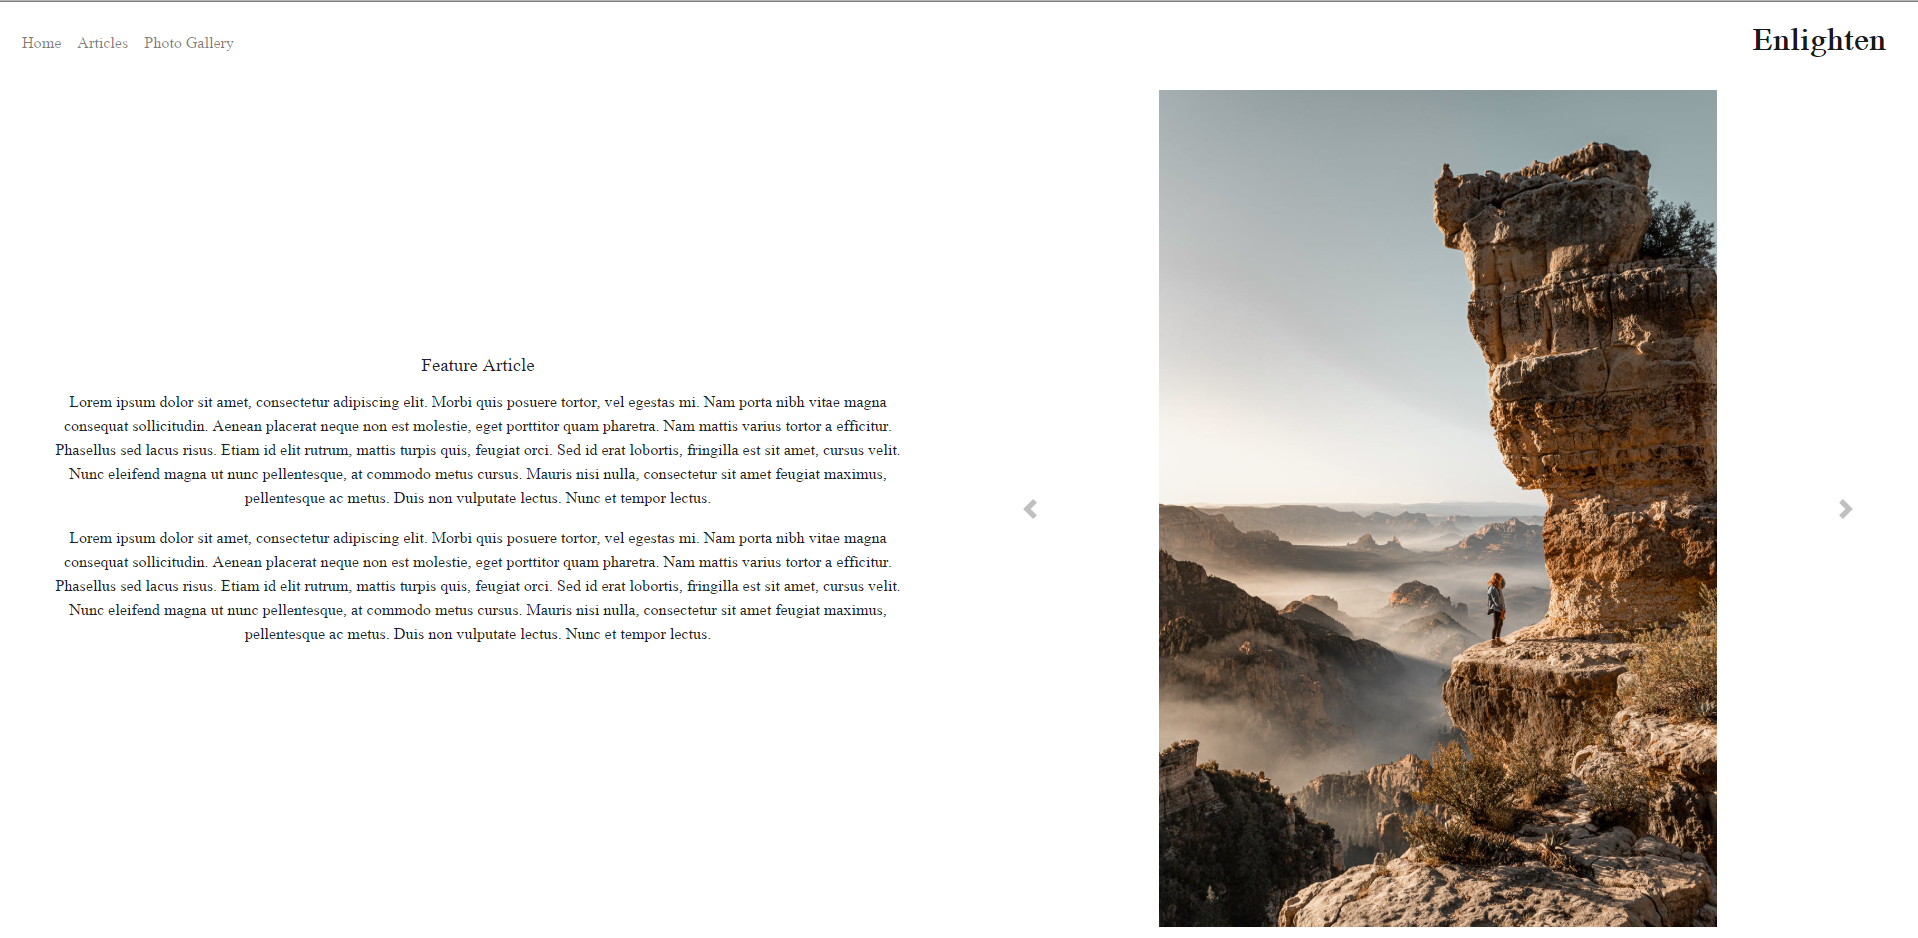 Home Articles Photo Gallery
Enlighten
Feature Article
Lorem ipsum dolor sit amet, consectetur adipiscing elit. Morbi quis posuere tortor, vel egestas mi. Nam porta nibh vitae magna
consequat sollicitudin. Aenean placerat neque non est molestie, eget porttitor quam pharetra. Nam mattis varius tortor a efficitur.
Phasellus sed lacus risus. Etiam id elit rutrum, mattis turpis quis, feugiat orci. Sed id erat lobortis, fringilla est sit amet, cursus velit.
Nunc eleifend magna ut nunc pellentesque, at commodo metus cursus. Mauris nisi nulla, consectetur sit amet feugiat maximus,
pellentesque ac metus. Duis non vulputate lectus. Nunc et tempor lectus.
Lorem ipsum dolor sit amet, consectetur adipiscing elit. Morbi quis posuere tortor, vel egestas mi. Nam porta nibh vitae magna
consequat sollicitudin. Aenean placerat neque non est molestie, eget porttitor quam pharetra. Nam mattis varius tortor a efficitur.
Phasellus sed lacus risus. Etiam id elit rutrum, mattis turpis quis, feugiat orci. Sed id erat lobortis, fringilla est sit amet, cursus velit.
Nunc eleifend magna ut nunc pellentesque, at commodo metus cursus. Mauris nisi nulla, consectetur sit amet feugiat maximus,
pellentesque ac metus. Duis non vulputate lectus. Nunc et tempor lectus.